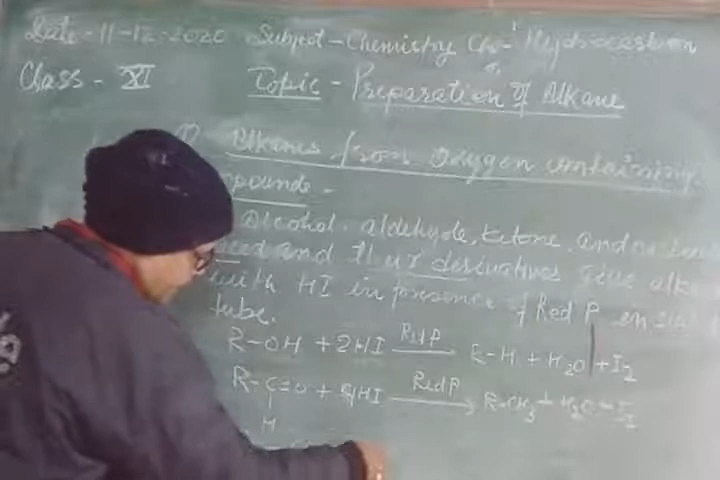 Date-11-12-2020 Subject-Chemistry Ch- Hydrocarbon
Class - XI Topic - Preparation of Alkane
Alkanes from Oxygen containing
pounds -
Alcohol, aldehyde, Ketone, and
and their derivatives give alk
with HI in presence of Red P in
tube.
R-OH + 2HI Red P R-H + H2O + I2
R-C=O + 4HI Red P R-CH3 + H2O + I2
H